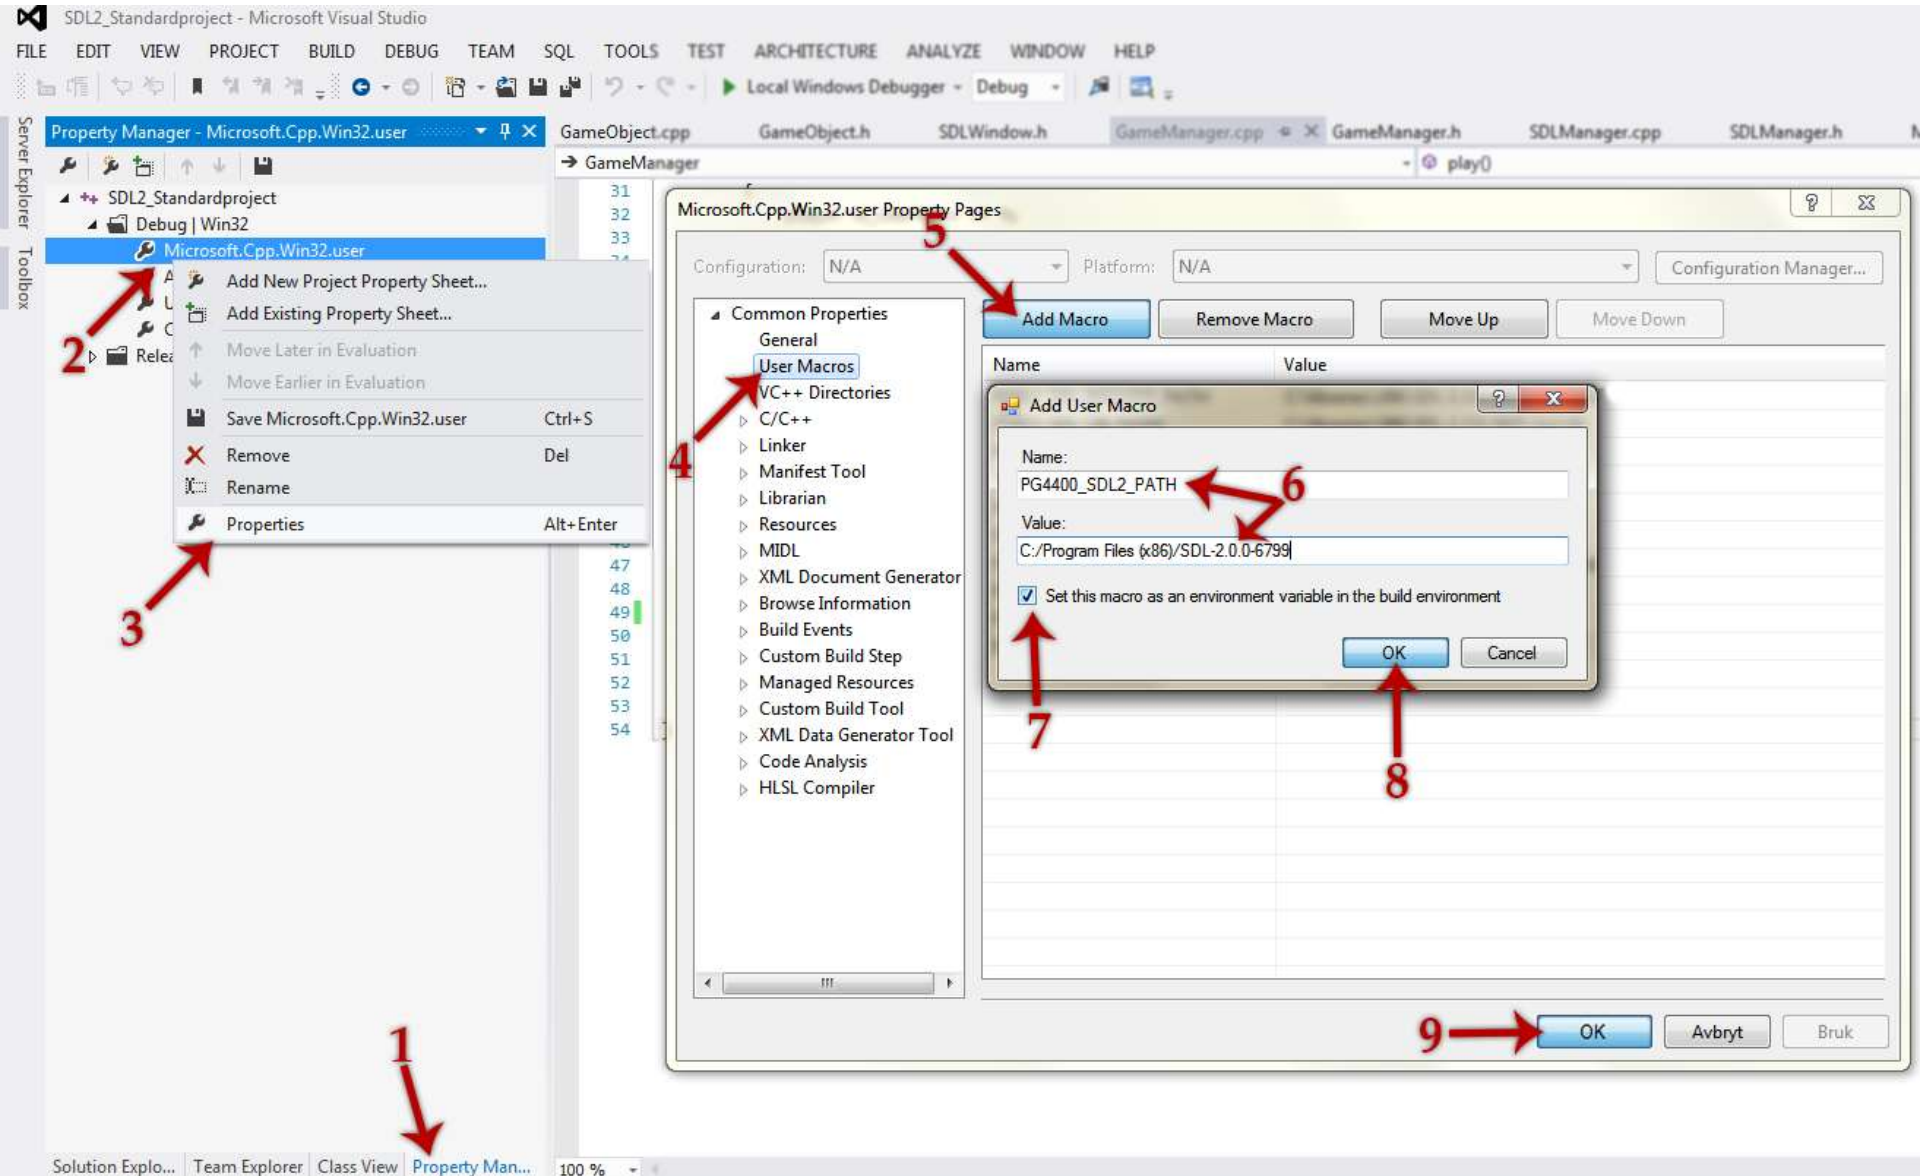 SDL2_Standardproject - Microsoft Visual Studio
FILE EDIT VIEW PROJECT BUILD DEBUG TEAM SQL TOOLS TEST ARCHITECTURE ANALYZE WINDOW HELP
Local Windows Debugger Debug
Server Explorer
Toolbox
Property Manager - Microsoft.Cpp.Win32.user
SDL2_Standardproject
Debug | Win32
Microsoft.Cpp.Win32.user
A
U
C
Relea
2
Add New Project Property Sheet...
Add Existing Property Sheet...
Move Later in Evaluation
Move Earlier in Evaluation
Save Microsoft.Cpp.Win32.user Ctrl+S
Remove Del
Rename
Properties Alt+Enter
3
1
Solution Explo... Team Explorer Class View Property Man...
GameObject.cpp GameObject.h SDLWindow.h GameManager.cpp GameManager.h SDLManager.cpp SDLManager.h
GameManager play()
31
32
33
47
48
49
50
51
52
53
54
100 %
Microsoft.Cpp.Win32.user Property Pages
5
Configuration: N/A Platform: N/A Configuration Manager...
Common Properties
General
User Macros
VC++ Directories
C/C++
Linker
Manifest Tool
Librarian
Resources
MIDL
XML Document Generator
Browse Information
Build Events
Custom Build Step
Managed Resources
Custom Build Tool
XML Data Generator Tool
Code Analysis
HLSL Compiler
4
Add Macro Remove Macro Move Up Move Down
Name Value
Add User Macro
Name:
PG4400_SDL2_PATH
6
Value:
C:/Program Files (x86)/SDL-2.0.0-6799
Set this macro as an environment variable in the build environment
OK Cancel
7
8
9
OK Avbryt Bruk